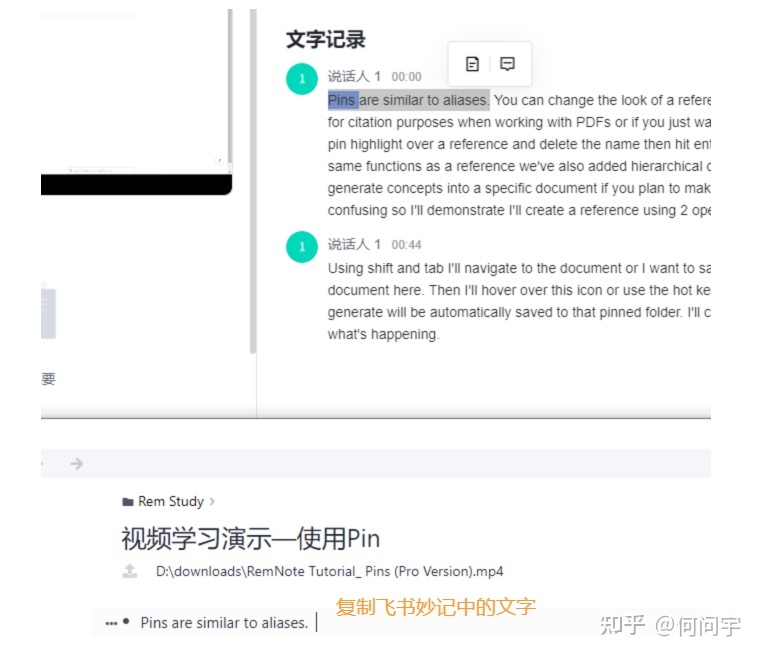 文字记录
1 说话人 1 00:00
Pins are similar to aliases. You can change the look of a refere
for citation purposes when working with PDFs or if you just wa
pin highlight over a reference and delete the name then hit ent
same functions as a reference we've also added hierarchical c
generate concepts into a specific document if you plan to mak
confusing so I'll demonstrate I'll create a reference using 2 ope
1 说话人 1 00:44
Using shift and tab I'll navigate to the document or I want to sa
document here. Then I'll hover over this icon or use the hot ke
generate will be automatically saved to that pinned folder. I'll c
what's happening.
要
Rem Study >
视频学习演示—使用Pin
D:\downloads\RemNote Tutorial_ Pins (Pro Version).mp4
复制飞书妙记中的文字
Pins are similar to aliases.
知乎 @何问宇